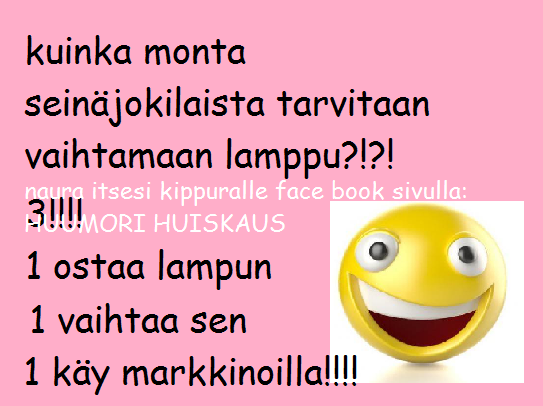 kuinka monta
seinäjokilaista tarvitaan
vaihtamaan lamppu?!?!
naura itsesi kippuralle face book sivulla:
3!!!!
HUUMORI HUISKAUS
1 ostaa lampun
1 vaihtaa sen
1 käy markkinoilla!!!!